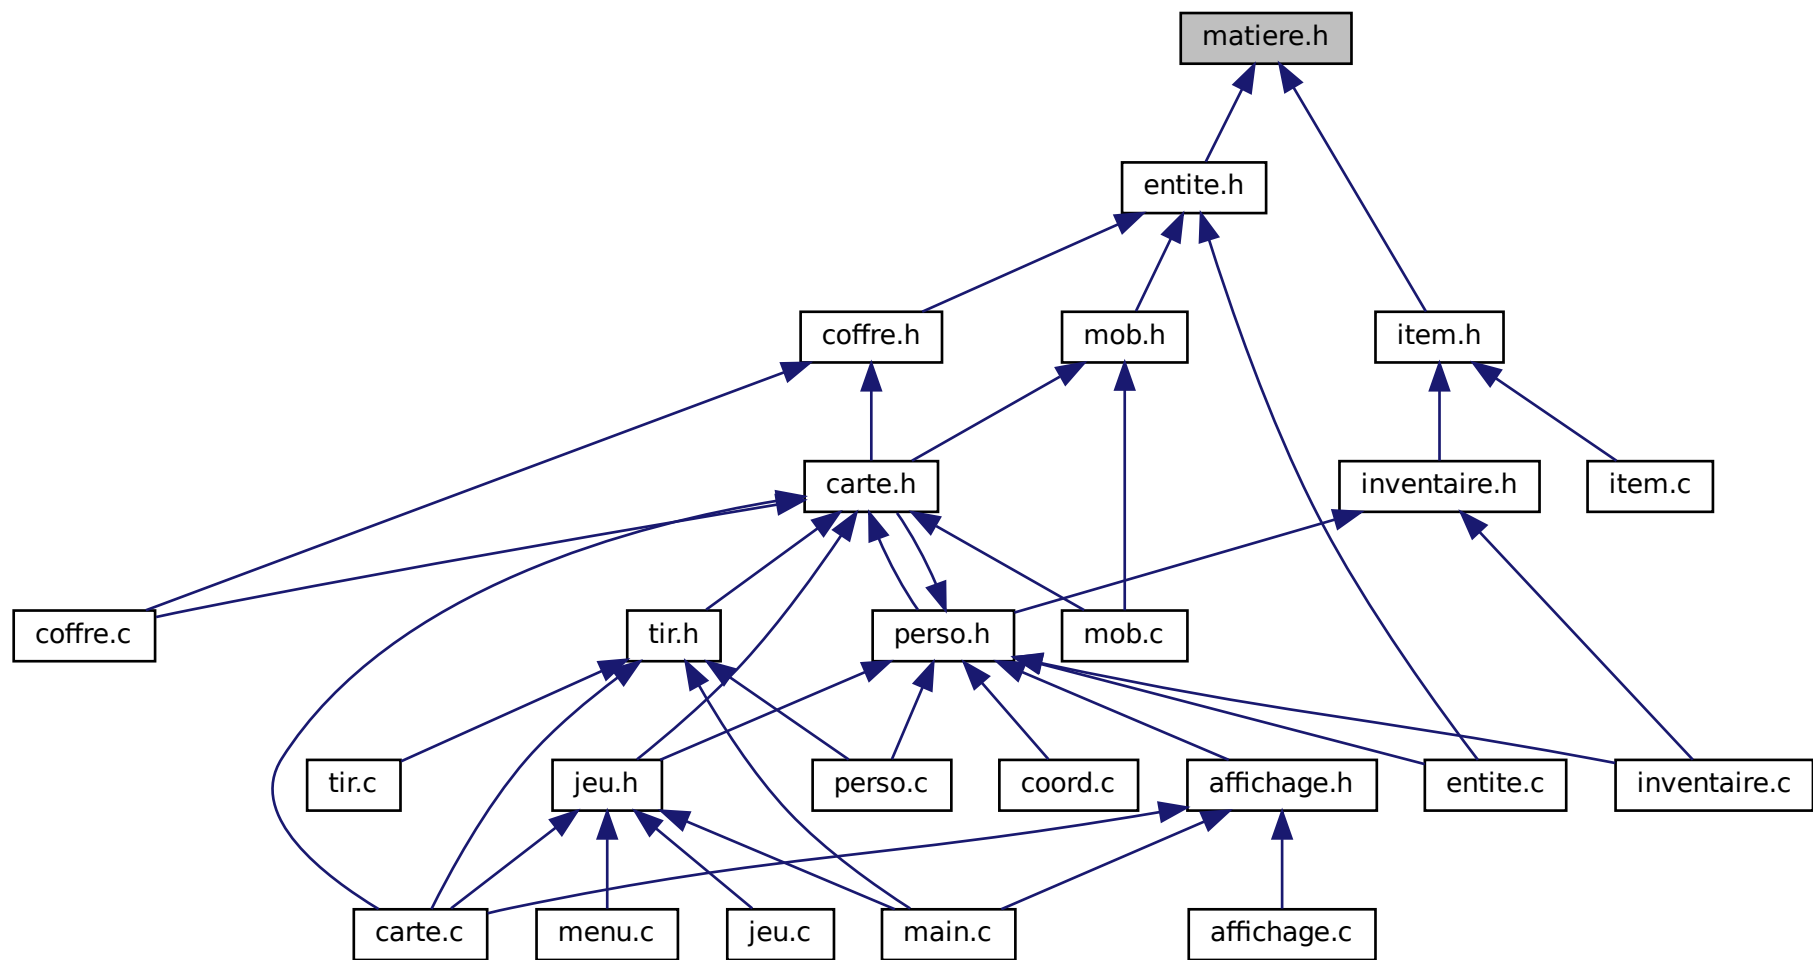 matiere.h
entite.h
coffre.h
mob.h
item.h
carte.h
inventaire.h
item.c
coffre.c
tir.h
perso.h
mob.c
tir.c
jeu.h
perso.c
coord.c
affichage.h
entite.c
inventaire.c
carte.c
menu.c
jeu.c
main.c
affichage.c